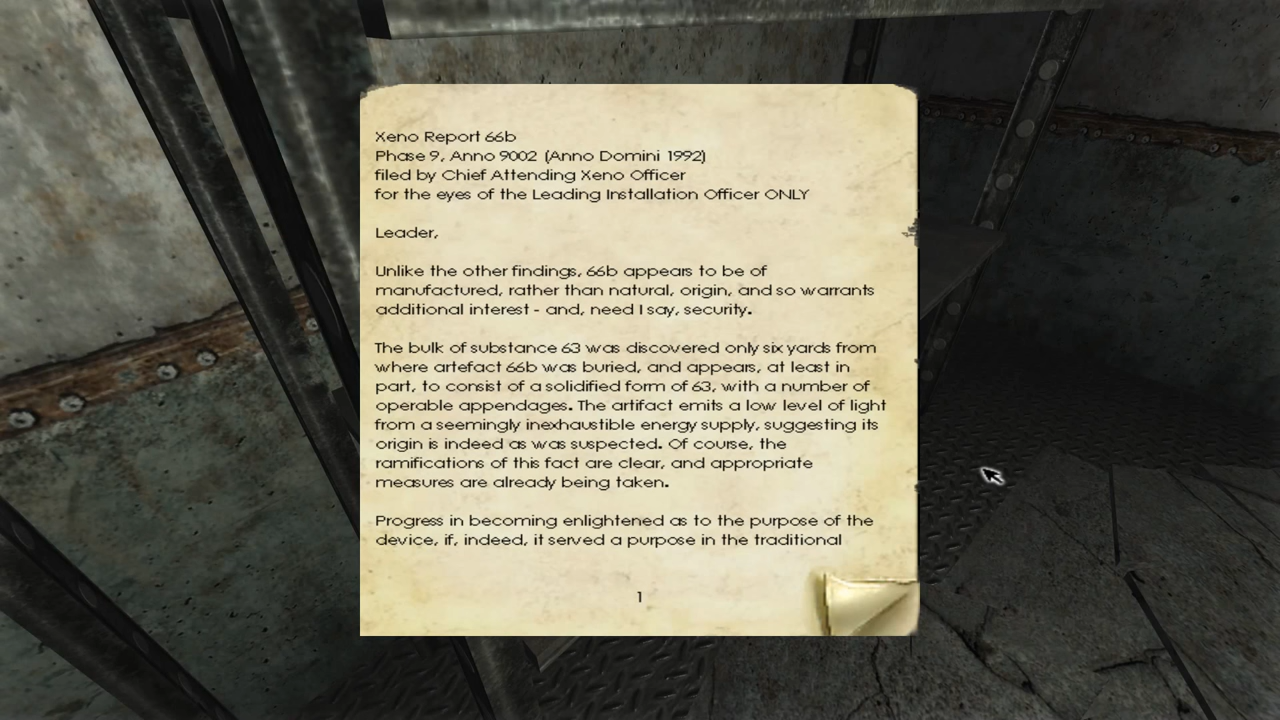 Xeno Report 66b
Phase 9, Anno 9002 (Anno Domini 1992)
filed by Chief Attending Xeno Officer
for the eyes of the Leading Installation Officer ONLY
Leader,
Unlike the other findings, 66b appears to be of
manufactured, rather than natural, origin, and so warrants
additional interest - and, need I say, security.
The bulk of substance 63 was discovered only six yards from
where artefact 66b was buried, and appears, at least in
part, to consist of a solidified form of 63, with a number of
operable appendages. The artifact emits a low level of light
from a seemingly inexhaustible energy supply, suggesting its
origin is indeed as was suspected. Of course, the
ramifications of this fact are clear, and appropriate
measures are already being taken.
Progress in becoming enlightened as to the purpose of the
device, if, indeed, it served a purpose in the traditional
1